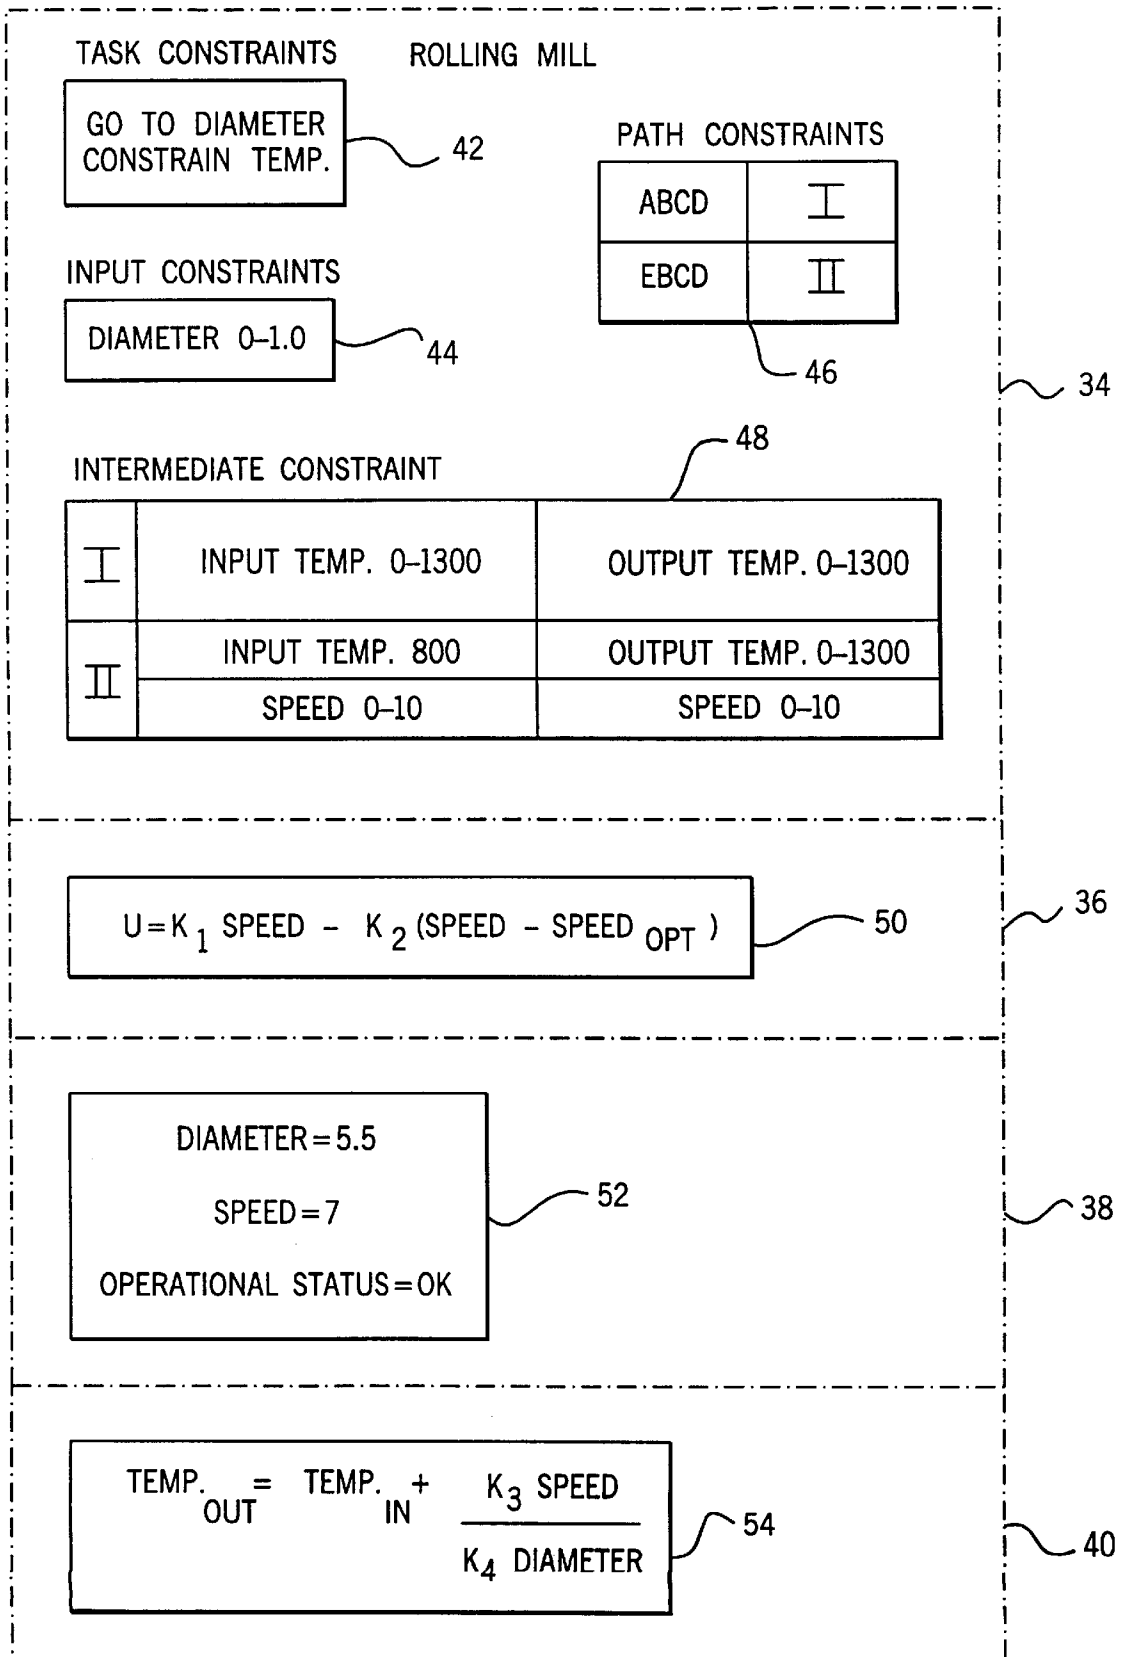 TASK CONSTRAINTS
ROLLING MILL
GO TO DIAMETER
CONSTRAIN TEMP.
42
PATH CONSTRAINTS
ABCD I
EBCD II
46
INPUT CONSTRAINTS
DIAMETER 0–1.0
44
34
INTERMEDIATE CONSTRAINT
48
I INPUT TEMP. 0–1300 OUTPUT TEMP. 0–1300
II INPUT TEMP. 800 OUTPUT TEMP. 0–1300
SPEED 0–10 SPEED 0–10
U=K1 SPEED – K2 (SPEED – SPEED OPT )
50
36
DIAMETER=5.5
SPEED=7
OPERATIONAL STATUS=OK
52
38
TEMP.OUT = TEMP.IN + K3 SPEED
K4 DIAMETER
54
40